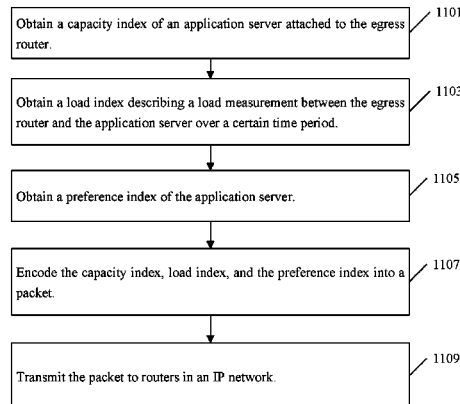 1101
Obtain a capacity index of an application server attached to the egress
router.
1103
Obtain a load index describing a load measurement between the egress
router and the application server over a certain time period.
1105
Obtain a preference index of the application server.
1107
Encode the capacity index, load index, and the preference index into a
packet.
1109
Transmit the packet to routers in an IP network.